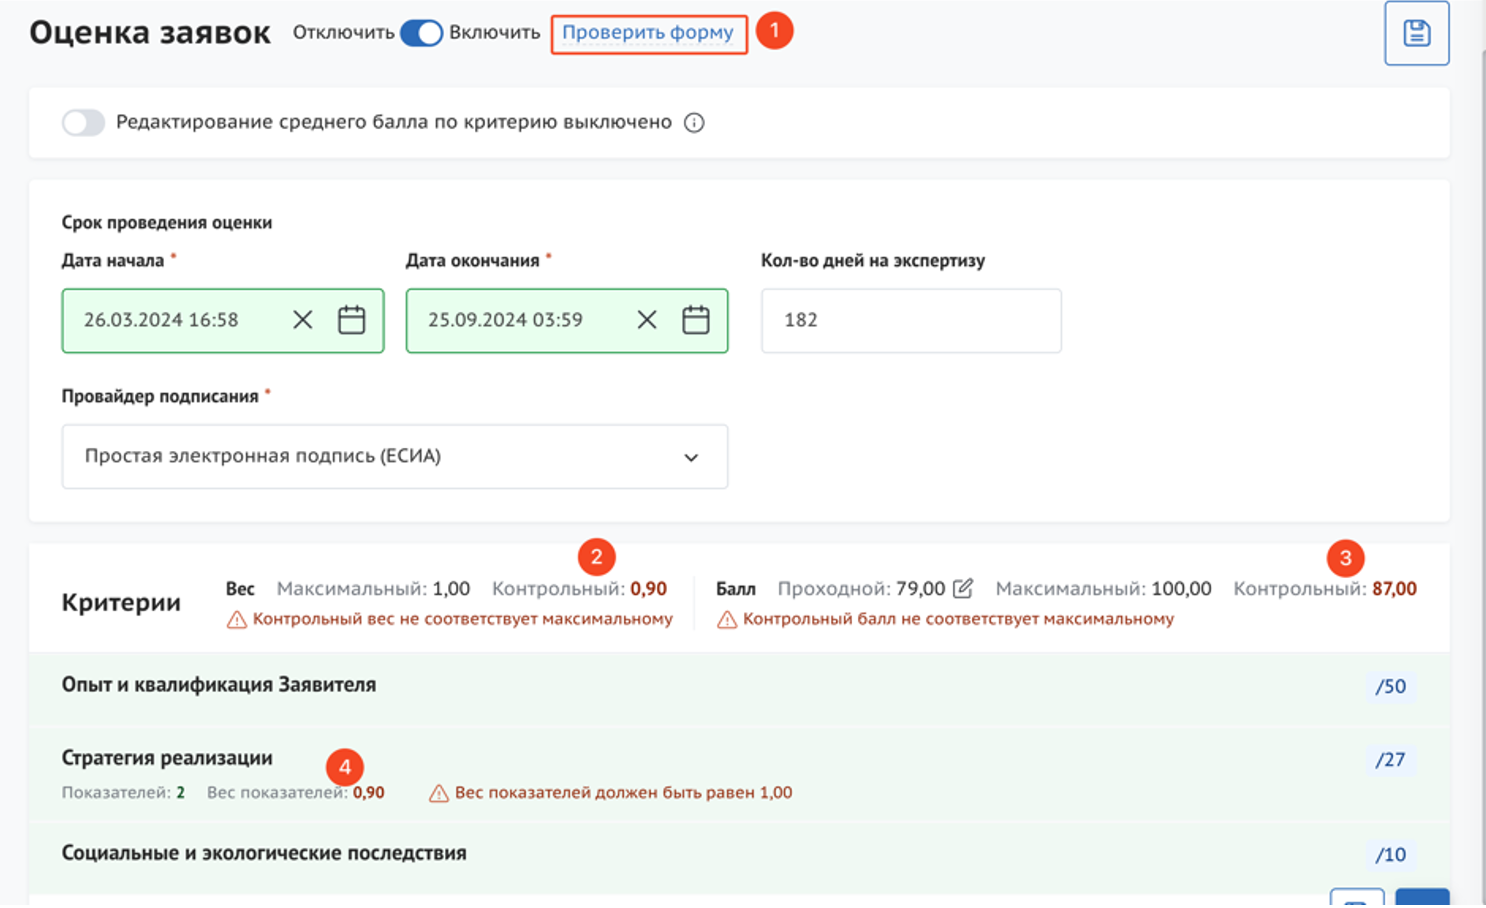 Оценка заявок Отключить Включить Проверить форму 1
Редактирование среднего балла по критерию выключено
Срок проведения оценки
Дата начала * Дата окончания * Кол-во дней на экспертизу
26.03.2024 16:58 25.09.2024 03:59 182
Провайдер подписания *
Простая электронная подпись (ЕСИА)
2 3
Критерии Вес Максимальный: 1,00 Контрольный: 0,90 Балл Проходной: 79,00 Максимальный: 100,00 Контрольный: 87,00
Контрольный вес не соответствует максимальному Контрольный балл не соответствует максимальному
Опыт и квалификация Заявителя /50
Стратегия реализации 4 /27
Показателей: 2 Вес показателей: 0,90 Вес показателей должен быть равен 1,00
Социальные и экологические последствия /10